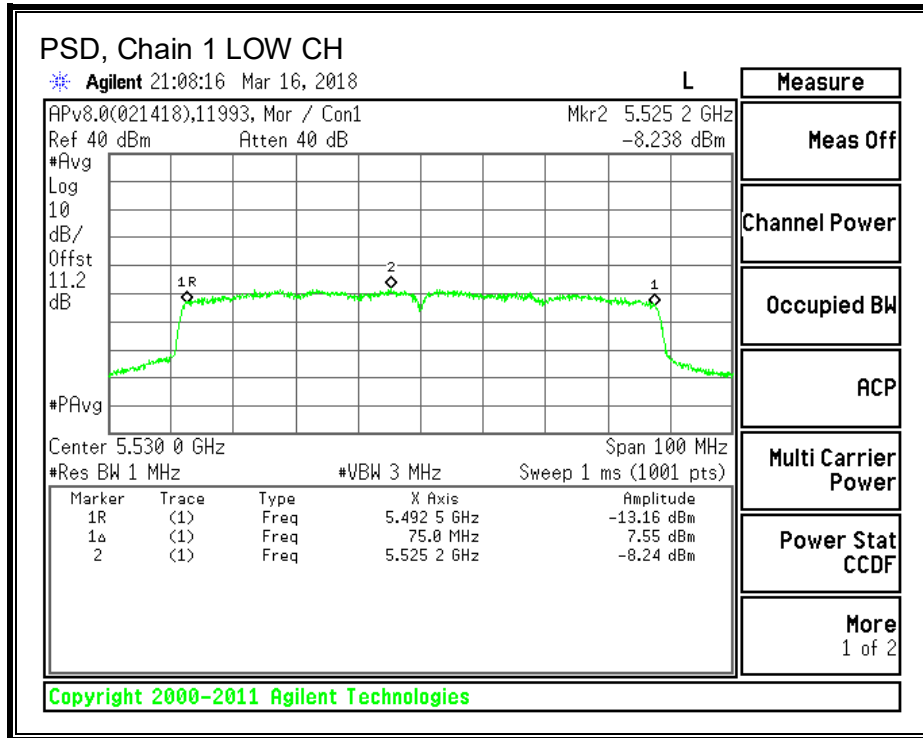 PSD, Chain 1 LOW CH
Agilent 21:08:16 Mar 16, 2018 L
APv8.0(021418),11993, Mor / Con1 Mkr2 5.525 2 GHz
Ref 40 dBm Atten 40 dB -8.238 dBm
#Avg
Log
10
dB/
Offst
11.2
dB
#PAvg
1R
2
1
Center 5.530 0 GHz Span 100 MHz
#Res BW 1 MHz #VBW 3 MHz Sweep 1 ms (1001 pts)
Marker Trace Type X Axis Amplitude
1R (1) Freq 5.492 5 GHz -13.16 dBm
1Δ (1) Freq 75.0 MHz 7.55 dBm
2 (1) Freq 5.525 2 GHz -8.24 dBm
Copyright 2000-2011 Agilent Technologies
Measure
Meas Off
Channel Power
Occupied BW
ACP
Multi Carrier
Power
Power Stat
CCDF
More
1 of 2